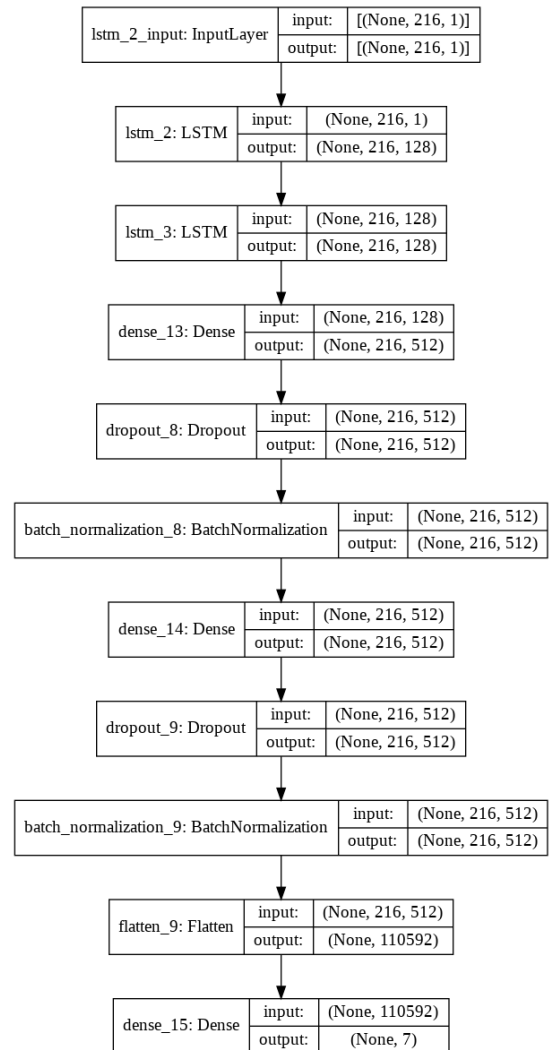 lstm_2_input: InputLayer
input: [(None, 216, 1)]
output: [(None, 216, 1)]
lstm_2: LSTM
input: (None, 216, 1)
output: (None, 216, 128)
lstm_3: LSTM
input: (None, 216, 128)
output: (None, 216, 128)
dense_13: Dense
input: (None, 216, 128)
output: (None, 216, 512)
dropout_8: Dropout
input: (None, 216, 512)
output: (None, 216, 512)
batch_normalization_8: BatchNormalization
input: (None, 216, 512)
output: (None, 216, 512)
dense_14: Dense
input: (None, 216, 512)
output: (None, 216, 512)
dropout_9: Dropout
input: (None, 216, 512)
output: (None, 216, 512)
batch_normalization_9: BatchNormalization
input: (None, 216, 512)
output: (None, 216, 512)
flatten_9: Flatten
input: (None, 216, 512)
output: (None, 110592)
dense_15: Dense
input: (None, 110592)
output: (None, 7)